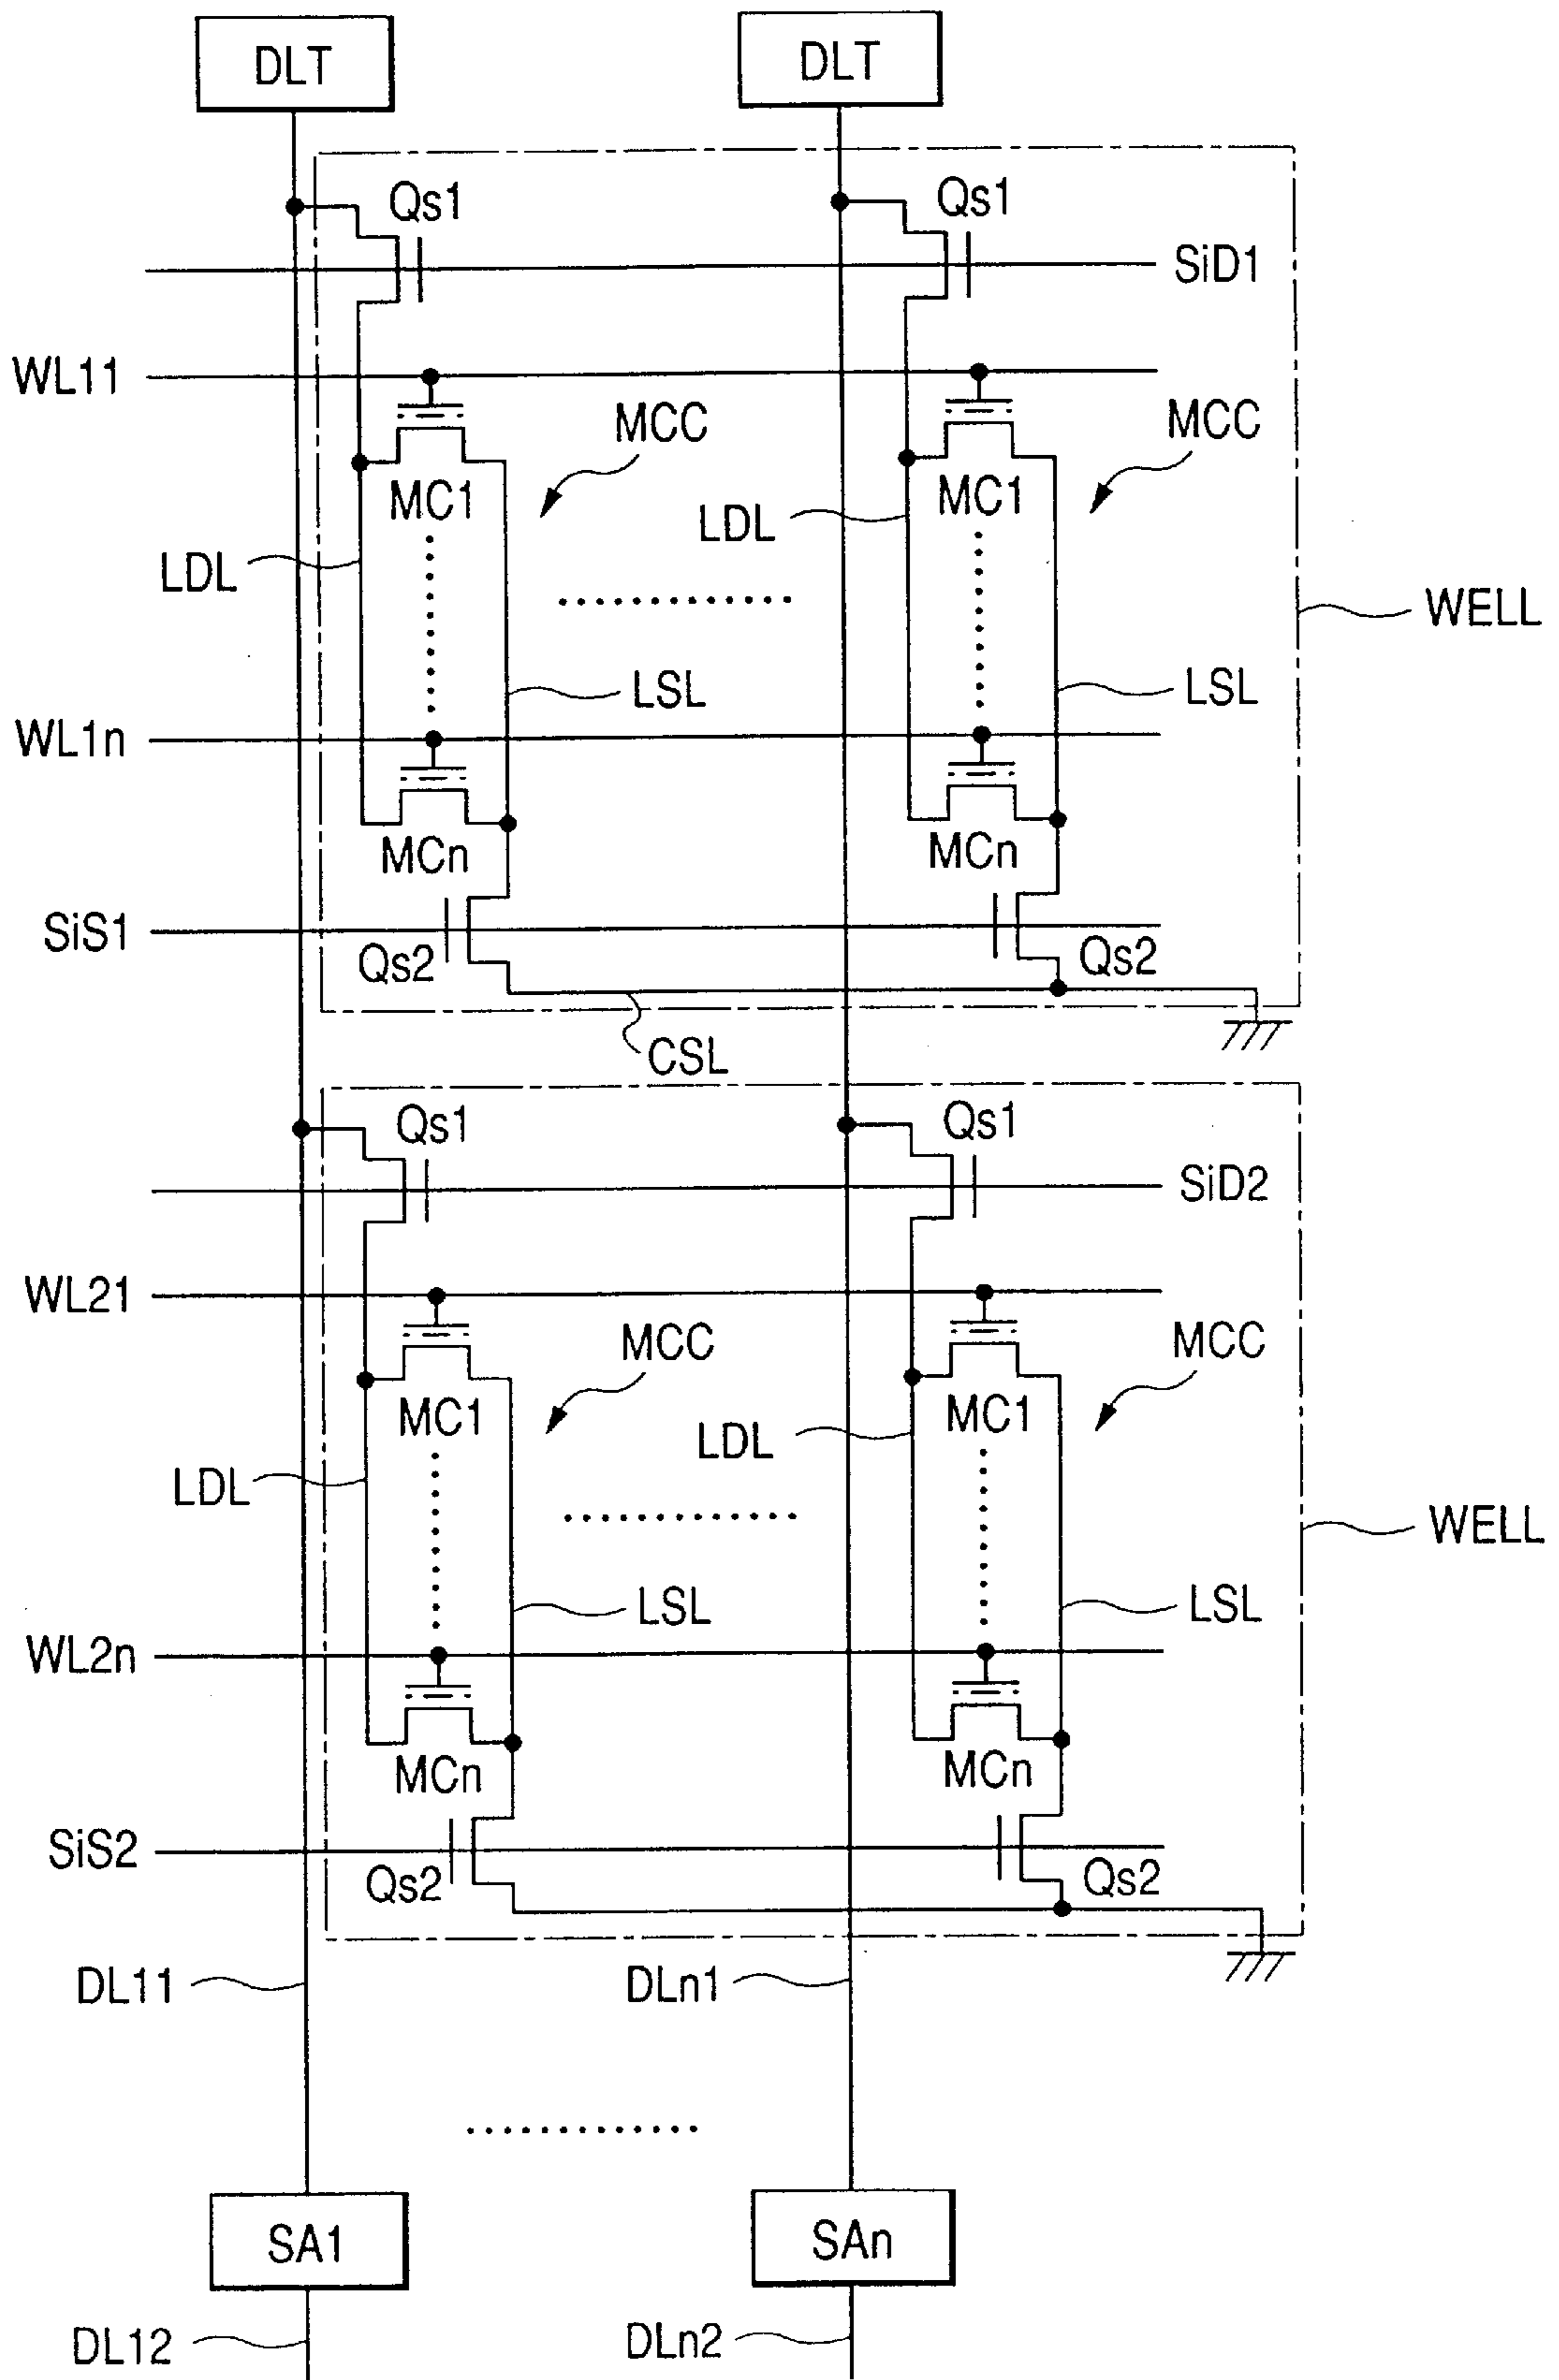 DLT DLT
Qs1 Qs1
SiD1
WL11
MCC MCC
MC1 MC1
LDL LDL
WELL
LSL LSL
WL1n
MCn MCn
SiS1
Qs2 Qs2
CSL
Qs1 Qs1
SiD2
WL21
MCC MCC
MC1 MC1
LDL LDL
WELL
LSL LSL
WL2n
MCn MCn
SiS2
Qs2 Qs2
DL11 DLn1
SA1 SAn
DL12 DLn2